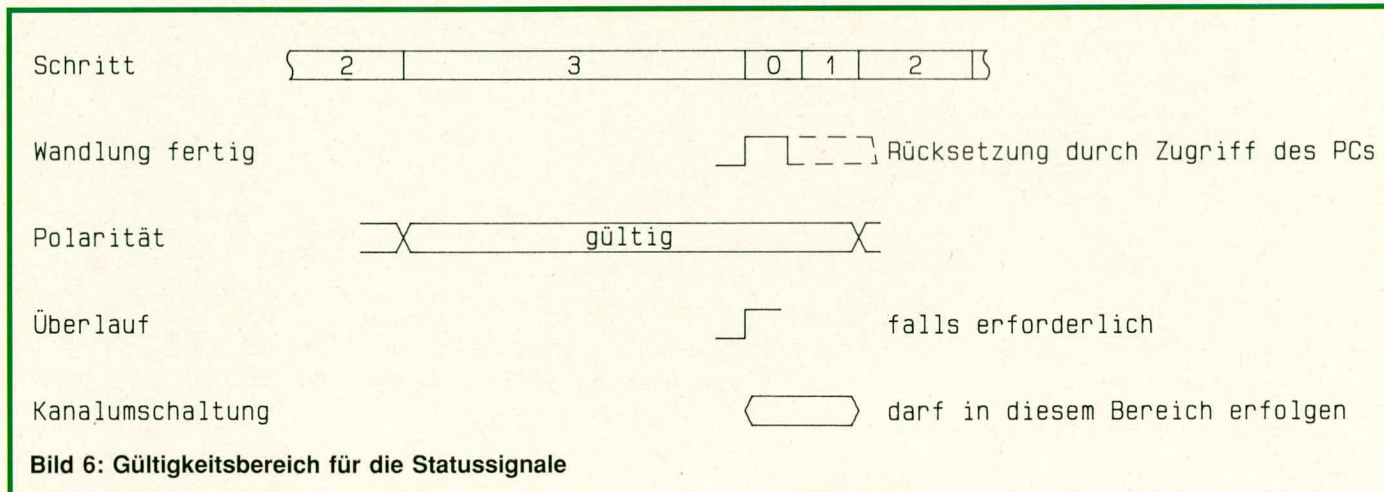 Schritt 2 3 0 1 2
Wandlung fertig Rücksetzung durch Zugriff des PCs
Polarität gültig
Überlauf falls erforderlich
Kanalumschaltung darf in diesem Bereich erfolgen
Bild 6: Gültigkeitsbereich für die Statussignale